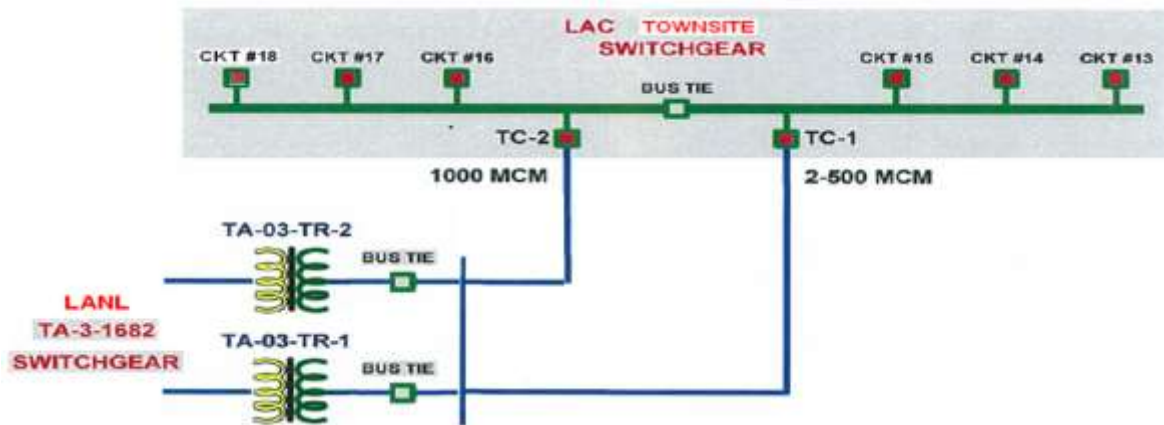 LAC TOWNSITE
SWITCHGEAR
CKT #18
CKT #17
CKT #16
CKT #15
CKT #14
CKT #13
BUS TIE
TC-2
TC-1
1000 MCM
2-500 MCM
TA-03-TR-2
BUS TIE
LANL
TA-3-1682
SWITCHGEAR
TA-03-TR-1
BUS TIE